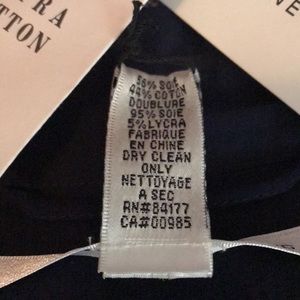 56% SOIE
44% COTON
DOUBLURE
95% SOIE
5% LYCRA
FABRIQUE
EN CHINE
DRY CLEAN
ONLY
NETTOYAGE
A SEC
RN#84177
CA#00985